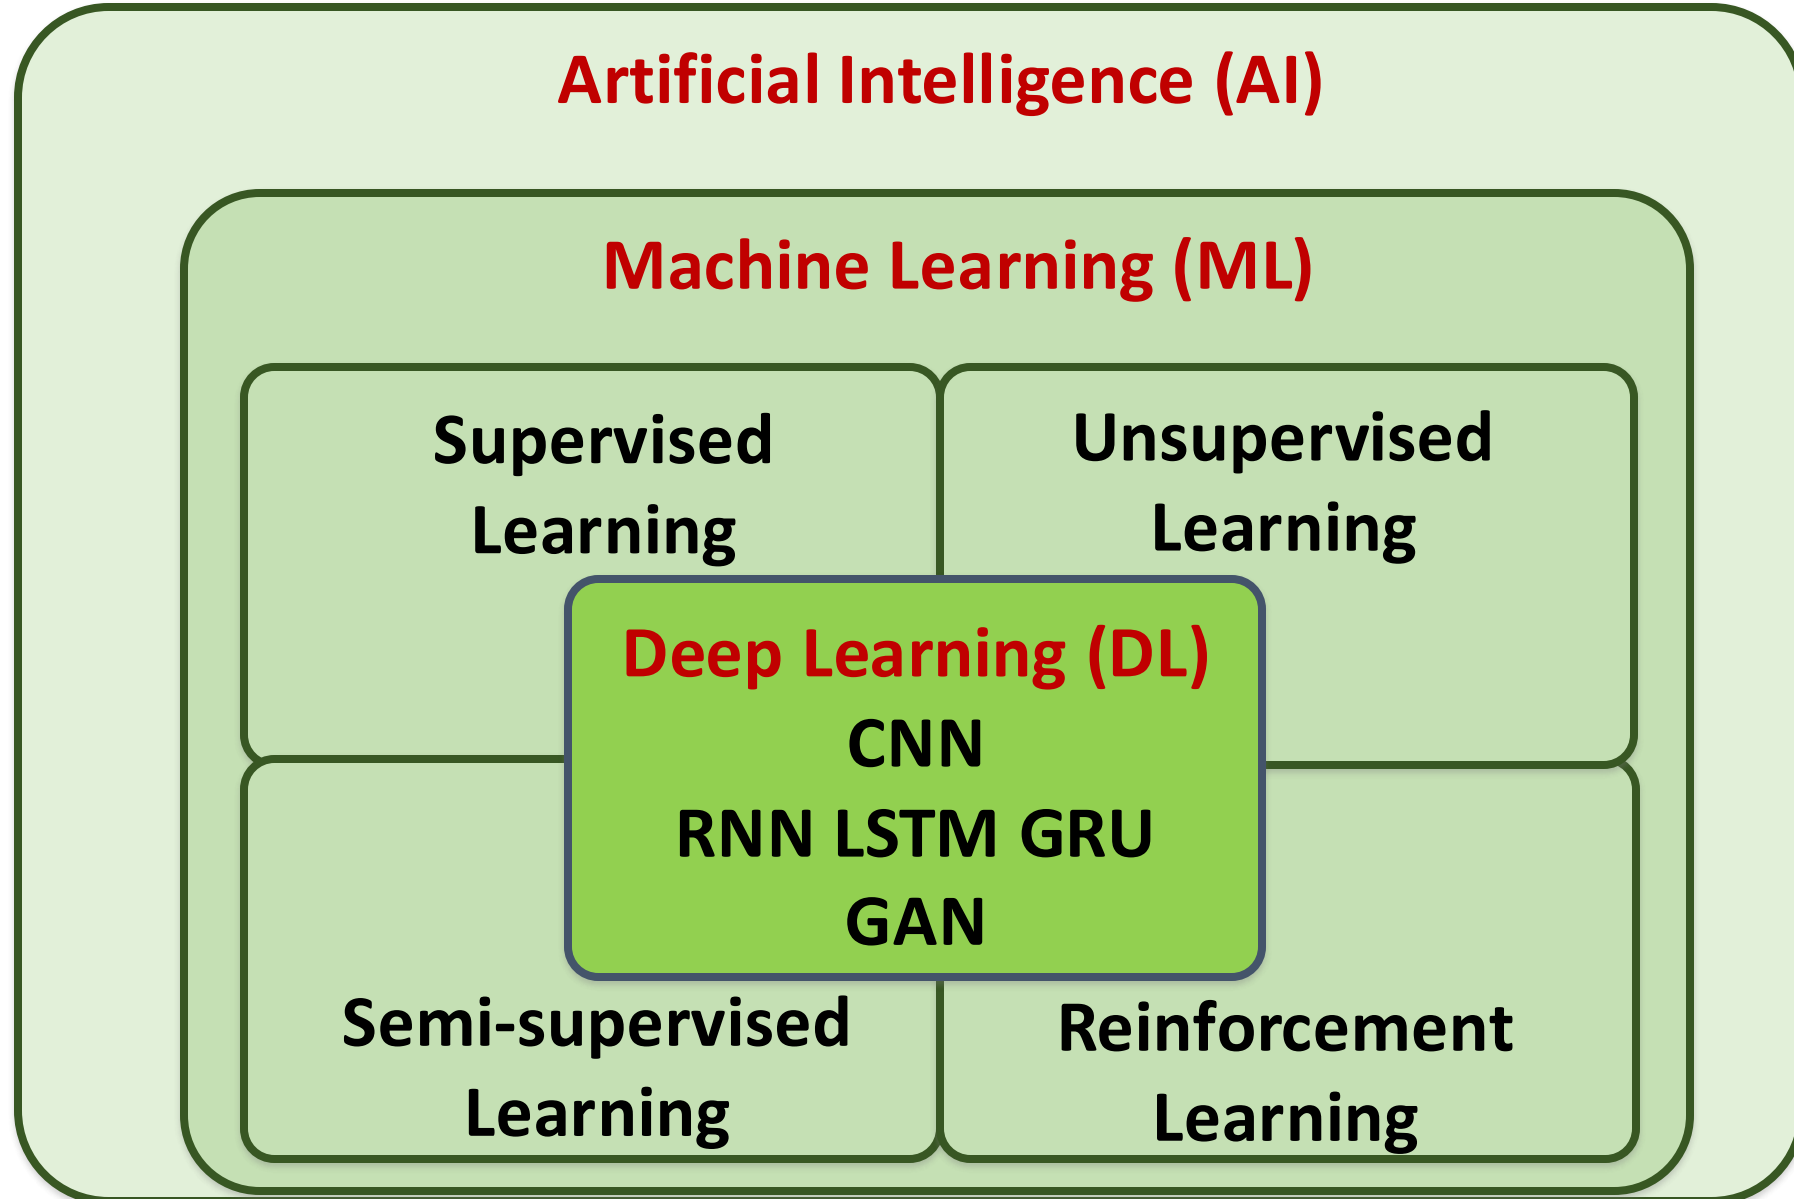 Artificial Intelligence (AI)
Machine Learning (ML)
Supervised
Learning
Unsupervised
Learning
Deep Learning (DL)
CNN
RNN LSTM GRU
GAN
Semi-supervised
Learning
Reinforcement
Learning